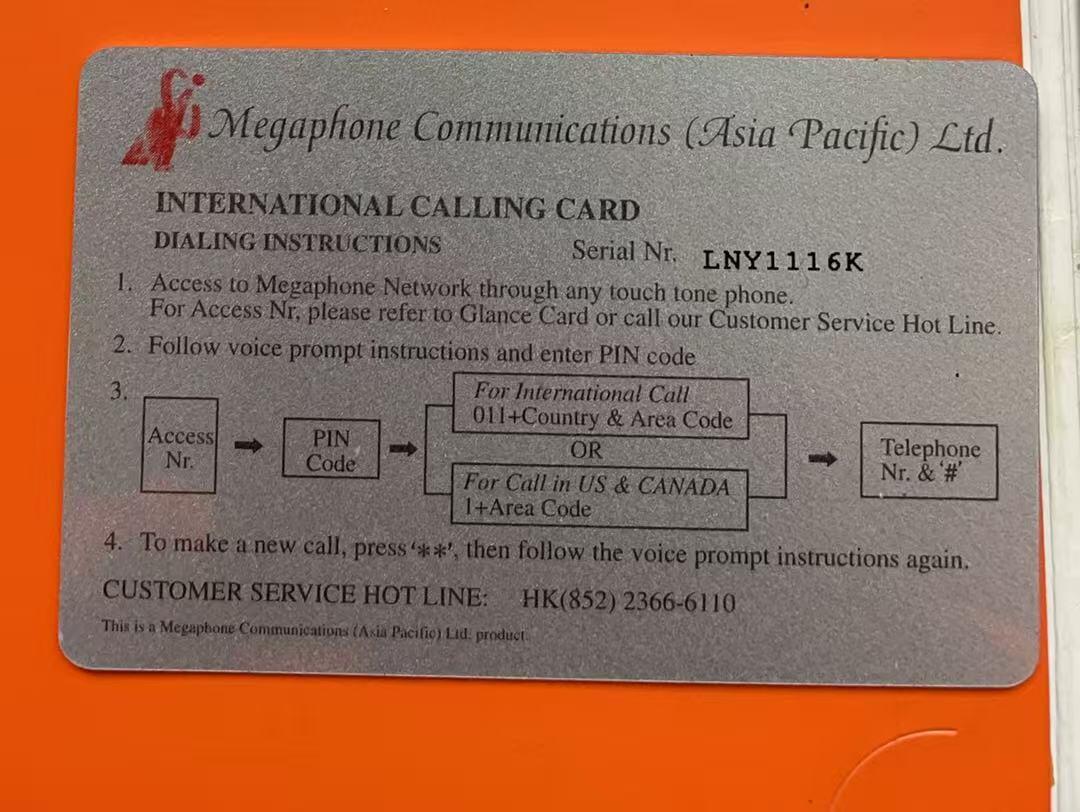 Megaphone Communications (Asia Pacific) Ltd.
INTERNATIONAL CALLING CARD
DIALING INSTRUCTIONS
Serial Nr. LNY1116K
1. Access to Megaphone Network through any touch tone phone.
For Access Nr, please refer to Glance Card or call our Customer Service Hot Line.
2. Follow voice prompt instructions and enter PIN code
3.
Access
Nr.
PIN
Code
For International Call
011+Country & Area Code
OR
For Call in US & CANADA
1+Area Code
Telephone
Nr. & '#'
4. To make a new call, press '**', then follow the voice prompt instructions again.
CUSTOMER SERVICE HOT LINE: HK(852) 2366-6110
This is a Megaphone Communications (Asia Pacific) Ltd. product.